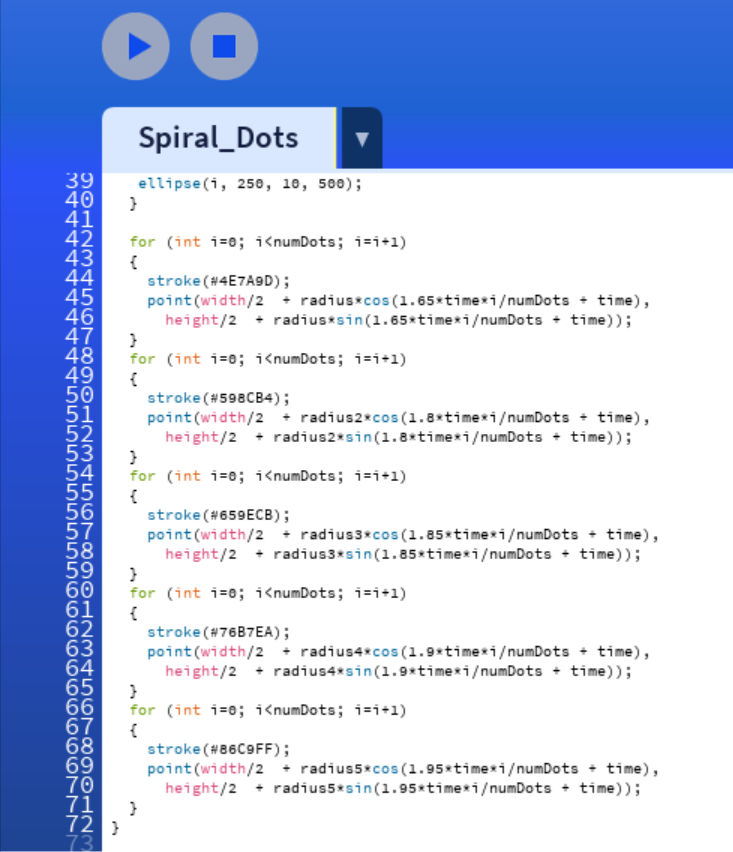 Spiral_Dots ▼
39 ellipse(i, 250, 10, 500);
40 }
41
42 for (int i=0; i<numDots; i=i+1)
43 {
44 stroke(#4E7A9D);
45 point(width/2  + radius*cos(1.65*time*i/numDots + time),
46 height/2  + radius*sin(1.65*time*i/numDots + time));
47 }
48 for (int i=0; i<numDots; i=i+1)
49 {
50 stroke(#598CB4);
51 point(width/2  + radius2*cos(1.8*time*i/numDots + time),
52 height/2  + radius2*sin(1.8*time*i/numDots + time));
53 }
54 for (int i=0; i<numDots; i=i+1)
55 {
56 stroke(#659ECB);
57 point(width/2  + radius3*cos(1.85*time*i/numDots + time),
58 height/2  + radius3*sin(1.85*time*i/numDots + time));
59 }
60 for (int i=0; i<numDots; i=i+1)
61 {
62 stroke(#76B7EA);
63 point(width/2  + radius4*cos(1.9*time*i/numDots + time),
64 height/2  + radius4*sin(1.9*time*i/numDots + time));
65 }
66 for (int i=0; i<numDots; i=i+1)
67 {
68 stroke(#86C9FF);
69 point(width/2  + radius5*cos(1.95*time*i/numDots + time),
70 height/2  + radius5*sin(1.95*time*i/numDots + time));
71 }
72 }
73